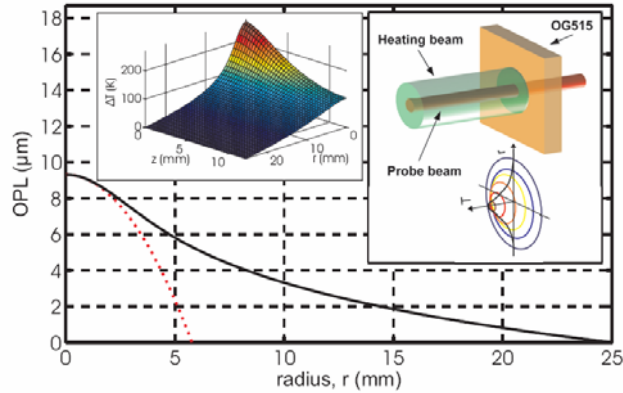 18
16
14
12
10
8
6
4
2
0
OPL (μm)
200
100
0
ΔT (K)
5
10
z (mm)
20
10
0
r (mm)
OG515
Heating beam
Probe beam
r
T
0
5
10
15
20
25
radius, r (mm)